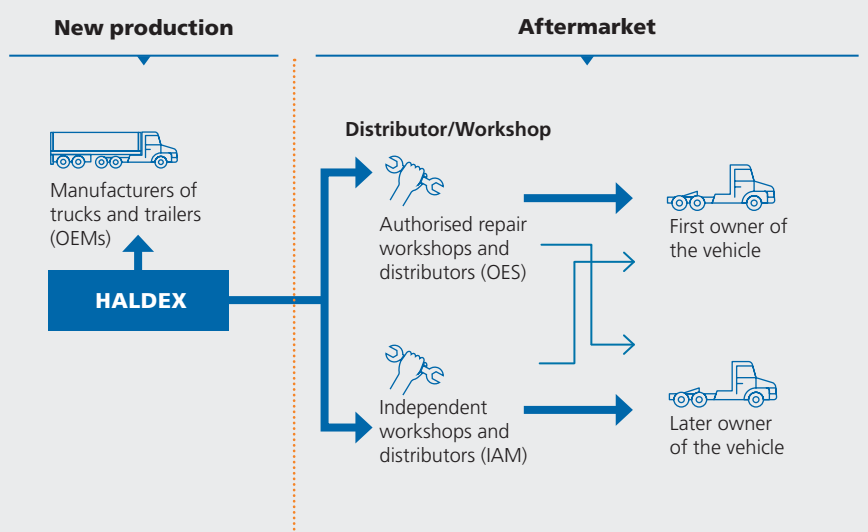 New production
Aftermarket
Distributor/Workshop
Manufacturers of
trucks and trailers
(OEMs)
HALDEX
Authorised repair
workshops and
distributors (OES)
First owner of
the vehicle
Independent
workshops and
distributors (IAM)
Later owner
of the vehicle